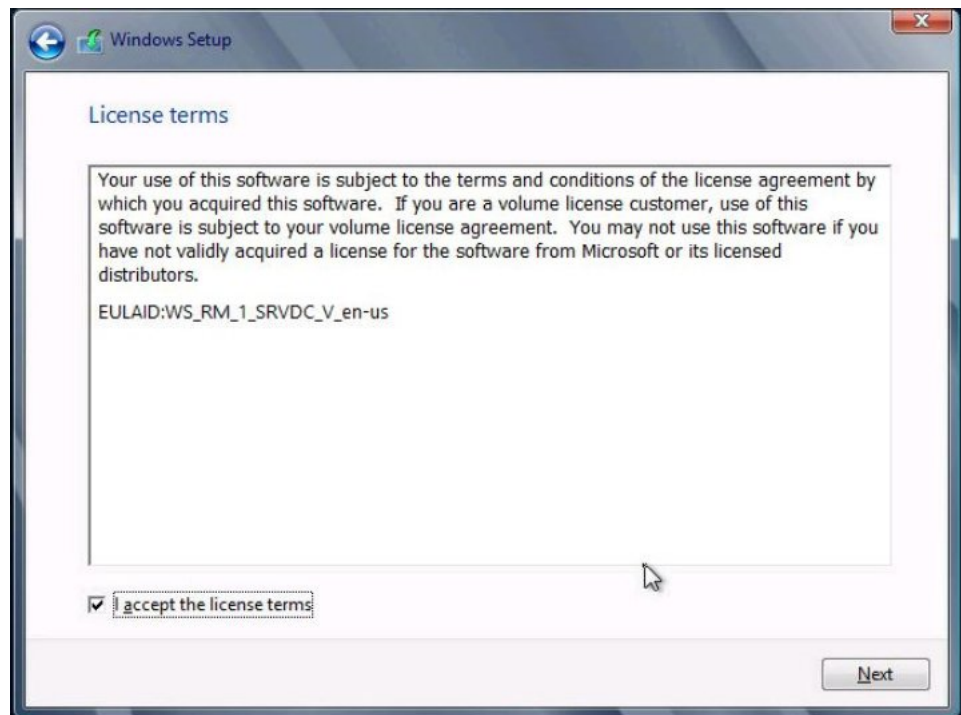 Windows Setup
License terms
Your use of this software is subject to the terms and conditions of the license agreement by
which you acquired this software.  If you are a volume license customer, use of this
software is subject to your volume license agreement.  You may not use this software if you
have not validly acquired a license for the software from Microsoft or its licensed
distributors.
EULAID:WS_RM_1_SRVDC_V_en-us
I accept the license terms
Next